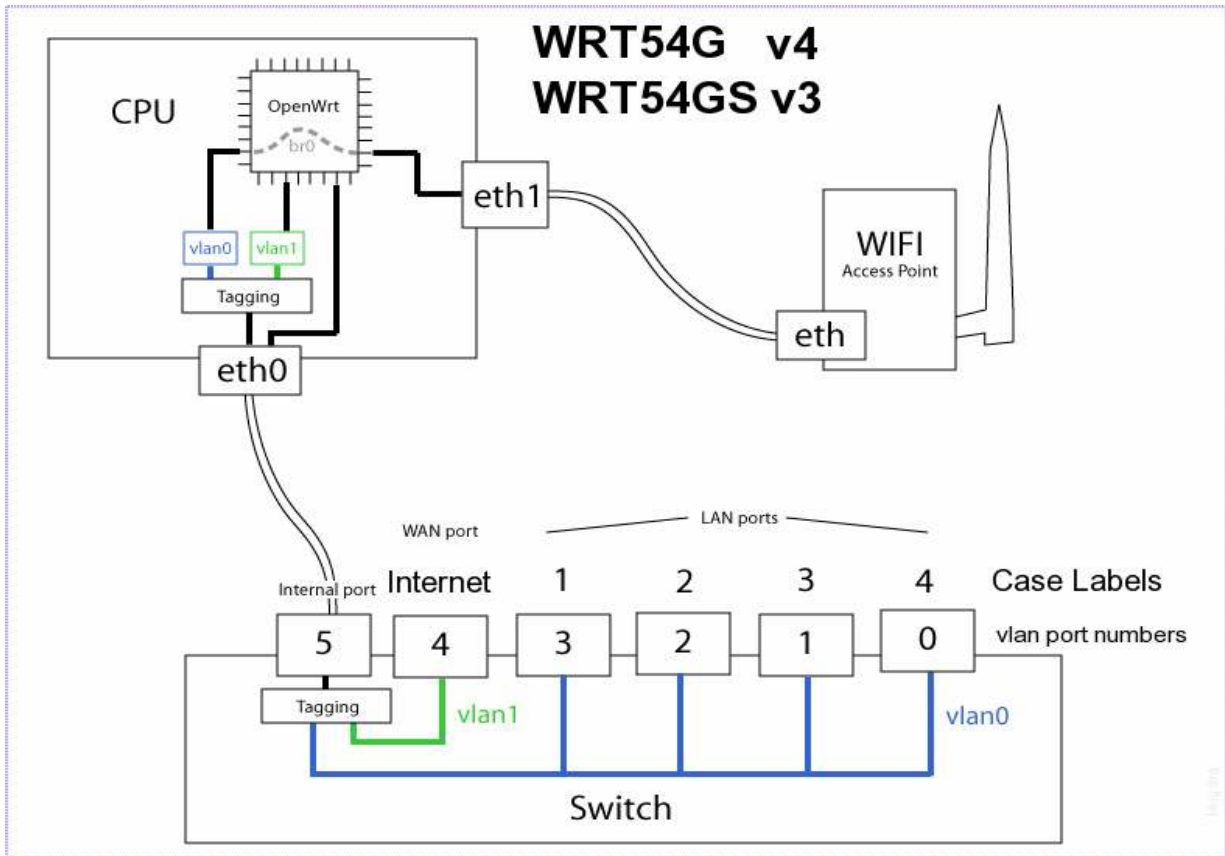 WRT54G v4
WRT54GS v3
CPU
OpenWrt
br0
eth1
vlan0 vlan1
Tagging
eth0
WIFI
Access Point
eth
WAN port
LAN ports
Internal port
Internet
1 2 3 4
Case Labels
5 4 3 2 1 0
vlan port numbers
Tagging
vlan1
vlan0
Switch